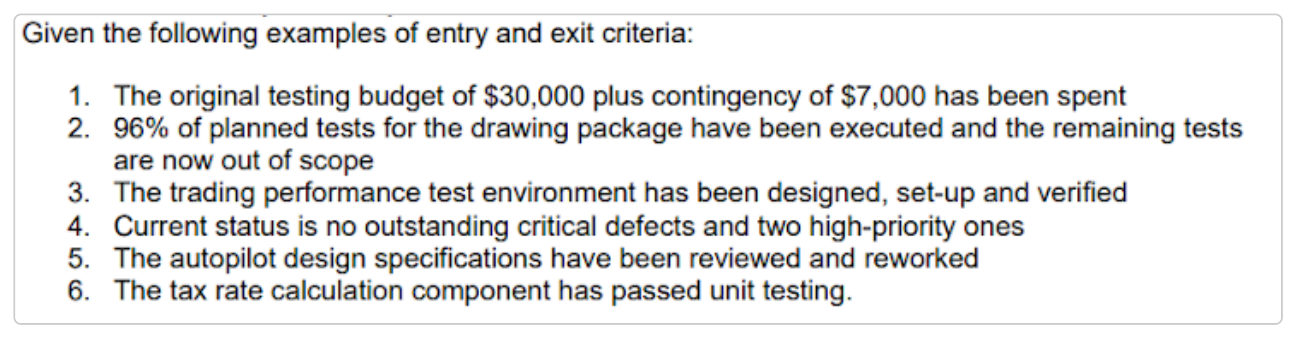 Given the following examples of entry and exit criteria:
1. The original testing budget of $30,000 plus contingency of $7,000 has been spent
2. 96% of planned tests for the drawing package have been executed and the remaining tests
are now out of scope
3. The trading performance test environment has been designed, set-up and verified
4. Current status is no outstanding critical defects and two high-priority ones
5. The autopilot design specifications have been reviewed and reworked
6. The tax rate calculation component has passed unit testing.